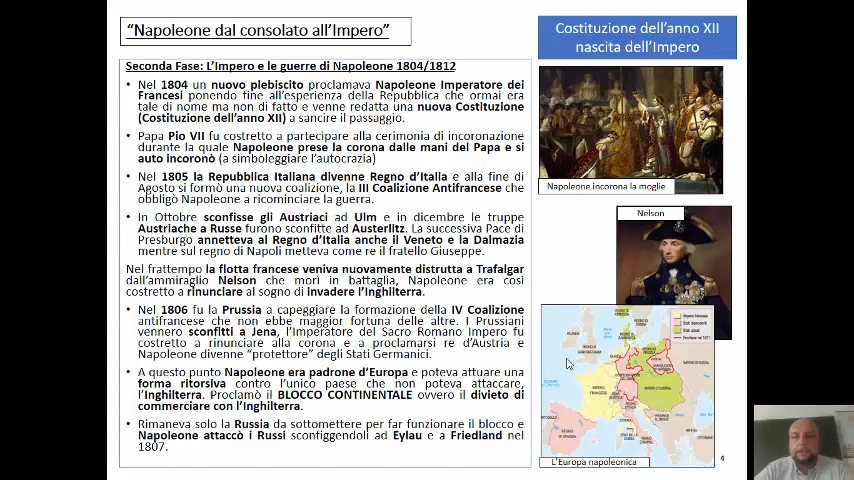 “Napoleone dal consolato all’Impero”
Costituzione dell’anno XII
nascita dell’Impero
Seconda Fase: L’Impero e le guerre di Napoleone 1804/1812
• Nel 1804 un nuovo plebiscito proclamava Napoleone Imperatore dei
Francesi ponendo fine all’esperienza della Repubblica che ormai era
tale di nome ma non di fatto e venne redatta una nuova Costituzione
(Costituzione dell’anno XII) a sancire il passaggio.
• Papa Pio VII fu costretto a partecipare alla cerimonia di incoronazione
durante la quale Napoleone prese la corona dalle mani del Papa e si
auto incoronò (a simboleggiare l’autocrazia)
• Nel 1805 la Repubblica Italiana divenne Regno d’Italia e alla fine di
Agosto si formò una nuova coalizione, la III Coalizione Antifrancese che
obbligò Napoleone a ricominciare la guerra.
• In Ottobre sconfisse gli Austriaci ad Ulm e in dicembre le truppe
Austriache a Russe furono sconfitte ad Austerlitz. La successiva Pace di
Presburgo annetteva al Regno d’Italia anche il Veneto e la Dalmazia
mentre sul regno di Napoli metteva come re il fratello Giuseppe.
Nel frattempo la flotta francese veniva nuovamente distrutta a Trafalgar
dall’ammiraglio Nelson che morì in battaglia, Napoleone era così
costretto a rinunciare al sogno di invadere l’Inghilterra.
• Nel 1806 fu la Prussia a capeggiare la formazione della IV Coalizione
antifrancese che non ebbe maggior fortuna delle altre. I Prussiani
vennero sconfitti a Jena, l’Imperatore del Sacro Romano Impero fu
costretto a rinunciare alla corona e a proclamarsi re d’Austria e
Napoleone divenne “protettore” degli Stati Germanici.
• A questo punto Napoleone era padrone d’Europa e poteva attuare una
forma ritorsiva contro l’unico paese che non poteva attaccare,
l’Inghilterra. Proclamò il BLOCCO CONTINENTALE ovvero il divieto di
commerciare con l’Inghilterra.
• Rimaneva solo la Russia da sottomettere per far funzionare il blocco e
Napoleone attaccò i Russi sconfiggendoli ad Eylau e a Friedland nel
1807.
Napoleone incorona la moglie
Nelson
L’Europa napoleonica
4